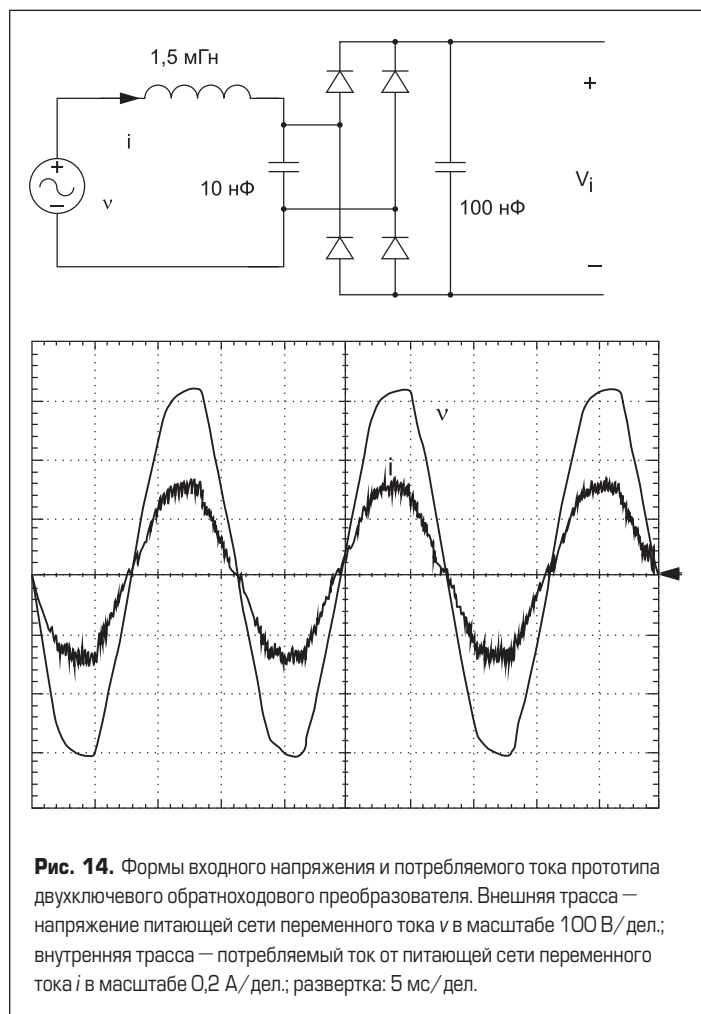 1,5 мГн
+
i
+
10 нФ
V i
v
100 нФ
−
−
v
i
Рис. 14. Формы входного напряжения и потребляемого тока прототипа
двухключевого обратноходового преобразователя. Внешняя трасса —
напряжение питающей сети переменного тока v в масштабе 100 В/дел.;
внутренняя трасса — потребляемый ток от питающей сети переменного
тока i в масштабе 0,2 А/дел.; развертка: 5 мс/дел.